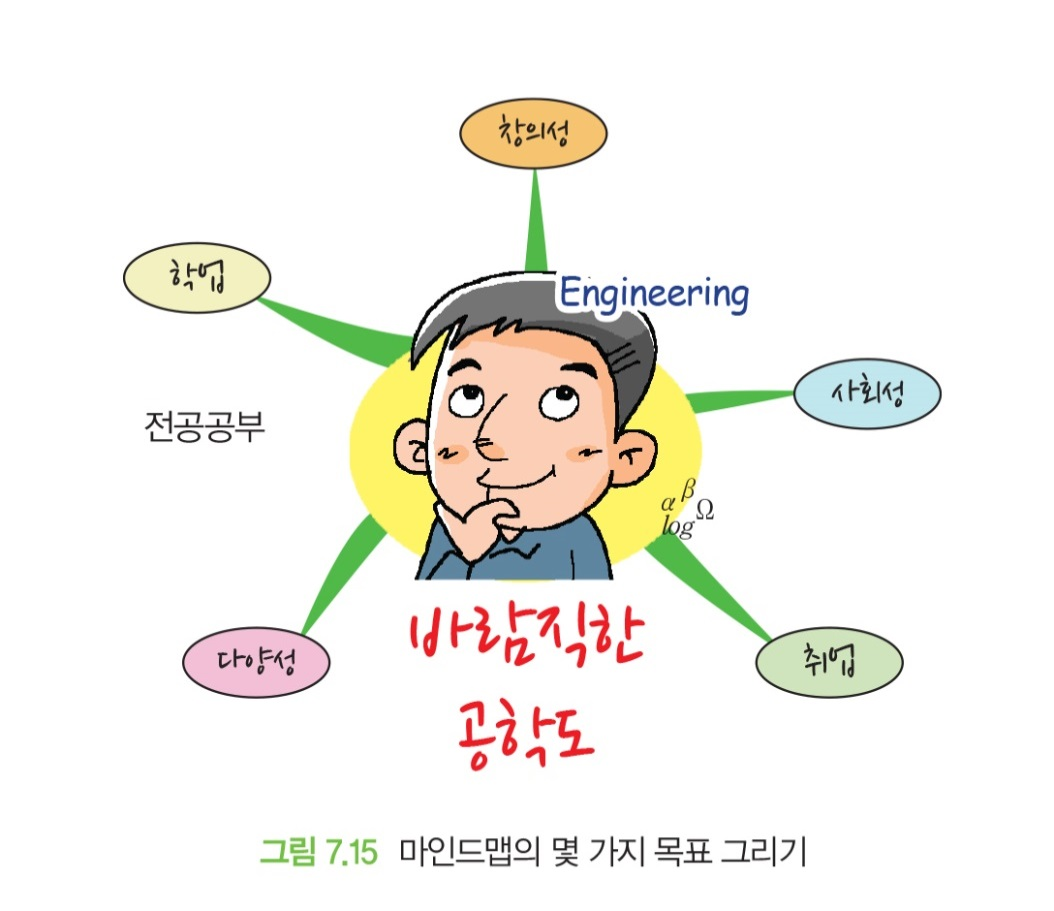 창의성
학업
Engineering
사회성
전공공부
α β Ω
log
다양성
취업
바람직한
공학도
그림 7.15 마인드맵의 몇 가지 목표 그리기